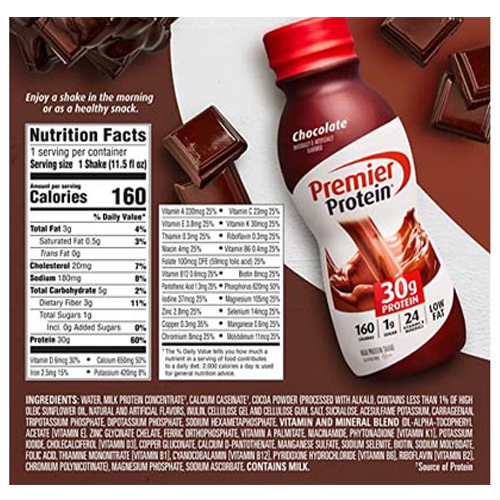 Enjoy a shake in the morning
or as a healthy snack.
Nutrition Facts
1 serving per container
Serving size 1 Shake (11.5 fl oz)
Amount per serving
Calories 160
% Daily Value*
Total Fat 3g 4%
Saturated Fat 0.5g 3%
Trans Fat 0g
Cholesterol 20mg 7%
Sodium 180mg 8%
Total Carbohydrate 5g 2%
Dietary Fiber 3g 11%
Total Sugars 1g
Incl. 0g Added Sugars 0%
Protein 30g 60%
Vitamin D 6mcg 30% • Calcium 650mg 50%
Iron 2.5mg 15% • Potassium 420mg 8%
Vitamin A 230mcg 25% • Vitamin C 23mg 25%
Vitamin E 3.8mg 25% • Vitamin K 30mcg 25%
Thiamin 0.3mg 25% • Riboflavin 0.3mg 25%
Niacin 4mg 25% • Vitamin B6 0.4mg 25%
Folate 100mcg DFE (59mcg folic acid) 25%
Vitamin B12 0.6mcg 25% • Biotin 8mcg 25%
Pantothenic Acid 1.3mg 25% • Phosphorus 620mg 50%
Iodine 37mcg 25% • Magnesium 105mg 25%
Zinc 2.8mg 25% • Selenium 14mcg 25%
Copper 0.3mg 35% • Manganese 0.6mg 25%
Chromium 8mcg 25% • Molybdenum 11mcg 25%
* The % Daily Value tells you how much a
nutrient in a serving of food contributes
to a daily diet. 2,000 calories a day is used
for general nutrition advice.
Chocolate
NATURALLY & ARTIFICIALLY
FLAVORED
Premier
Protein®
30g
PROTEIN
160
CALORIES
1g
SUGAR
24
VITAMINS &
MINERALS
LOW
FAT
HIGH PROTEIN SHAKE
INGREDIENTS: WATER, MILK PROTEIN CONCENTRATE†, CALCIUM CASEINATE†, COCOA POWDER (PROCESSED WITH ALKALI), CONTAINS LESS THAN 1% OF HIGH
OLEIC SUNFLOWER OIL, NATURAL AND ARTIFICIAL FLAVORS, INULIN, CELLULOSE GEL AND CELLULOSE GUM, SALT, SUCRALOSE, ACESULFAME POTASSIUM, CARRAGEENAN,
TRIPOTASSIUM PHOSPHATE, DIPOTASSIUM PHOSPHATE, SODIUM HEXAMETAPHOSPHATE, VITAMIN AND MINERAL BLEND (DL-ALPHA-TOCOPHERYL
ACETATE [VITAMIN E], ZINC GLYCINATE CHELATE, FERRIC ORTHOPHOSPHATE, VITAMIN A PALMITATE, NIACINAMIDE, PHYTONADIONE [VITAMIN K1], POTASSIUM
IODIDE, CHOLECALCIFEROL [VITAMIN D3], COPPER GLUCONATE, CALCIUM D-PANTOTHENATE, MANGANESE SULFATE, SODIUM SELENITE, BIOTIN, SODIUM MOLYBDATE,
FOLIC ACID, THIAMINE MONONITRATE [VITAMIN B1], CYANOCOBALAMIN [VITAMIN B12], PYRIDOXINE HYDROCHLORIDE [VITAMIN B6], RIBOFLAVIN [VITAMIN B2],
CHROMIUM POLYNICOTINATE), MAGNESIUM PHOSPHATE, SODIUM ASCORBATE. CONTAINS MILK.
†Source of Protein